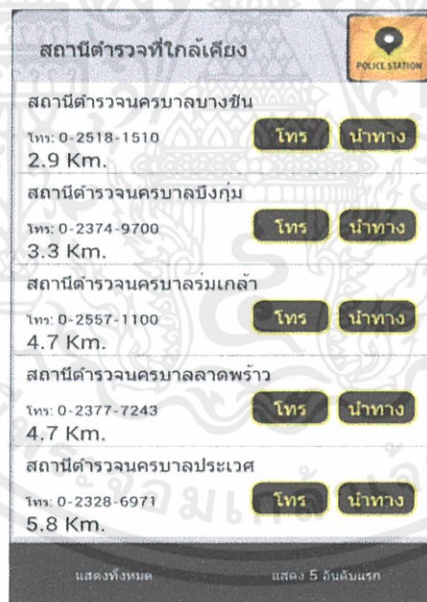 สถานีตำรวจที่ใกล้เคียง
POLICE STATION
สถานีตำรวจนครบาลบางชัน
โทร: 0-2518-1510
โทร นำทาง
2.9 Km.
สถานีตำรวจนครบาลบึงกุ่ม
โทร: 0-2374-9700
โทร นำทาง
3.3 Km.
สถานีตำรวจนครบาลร่มเกล้า
โทร: 0-2557-1100
โทร นำทาง
4.7 Km.
สถานีตำรวจนครบาลลาดพร้าว
โทร: 0-2377-7243
โทร นำทาง
4.7 Km.
สถานีตำรวจนครบาลประเวศ
โทร: 0-2328-6971
โทร นำทาง
5.8 Km.
แสดงทั้งหมด แสดง 5 อันดับแรก